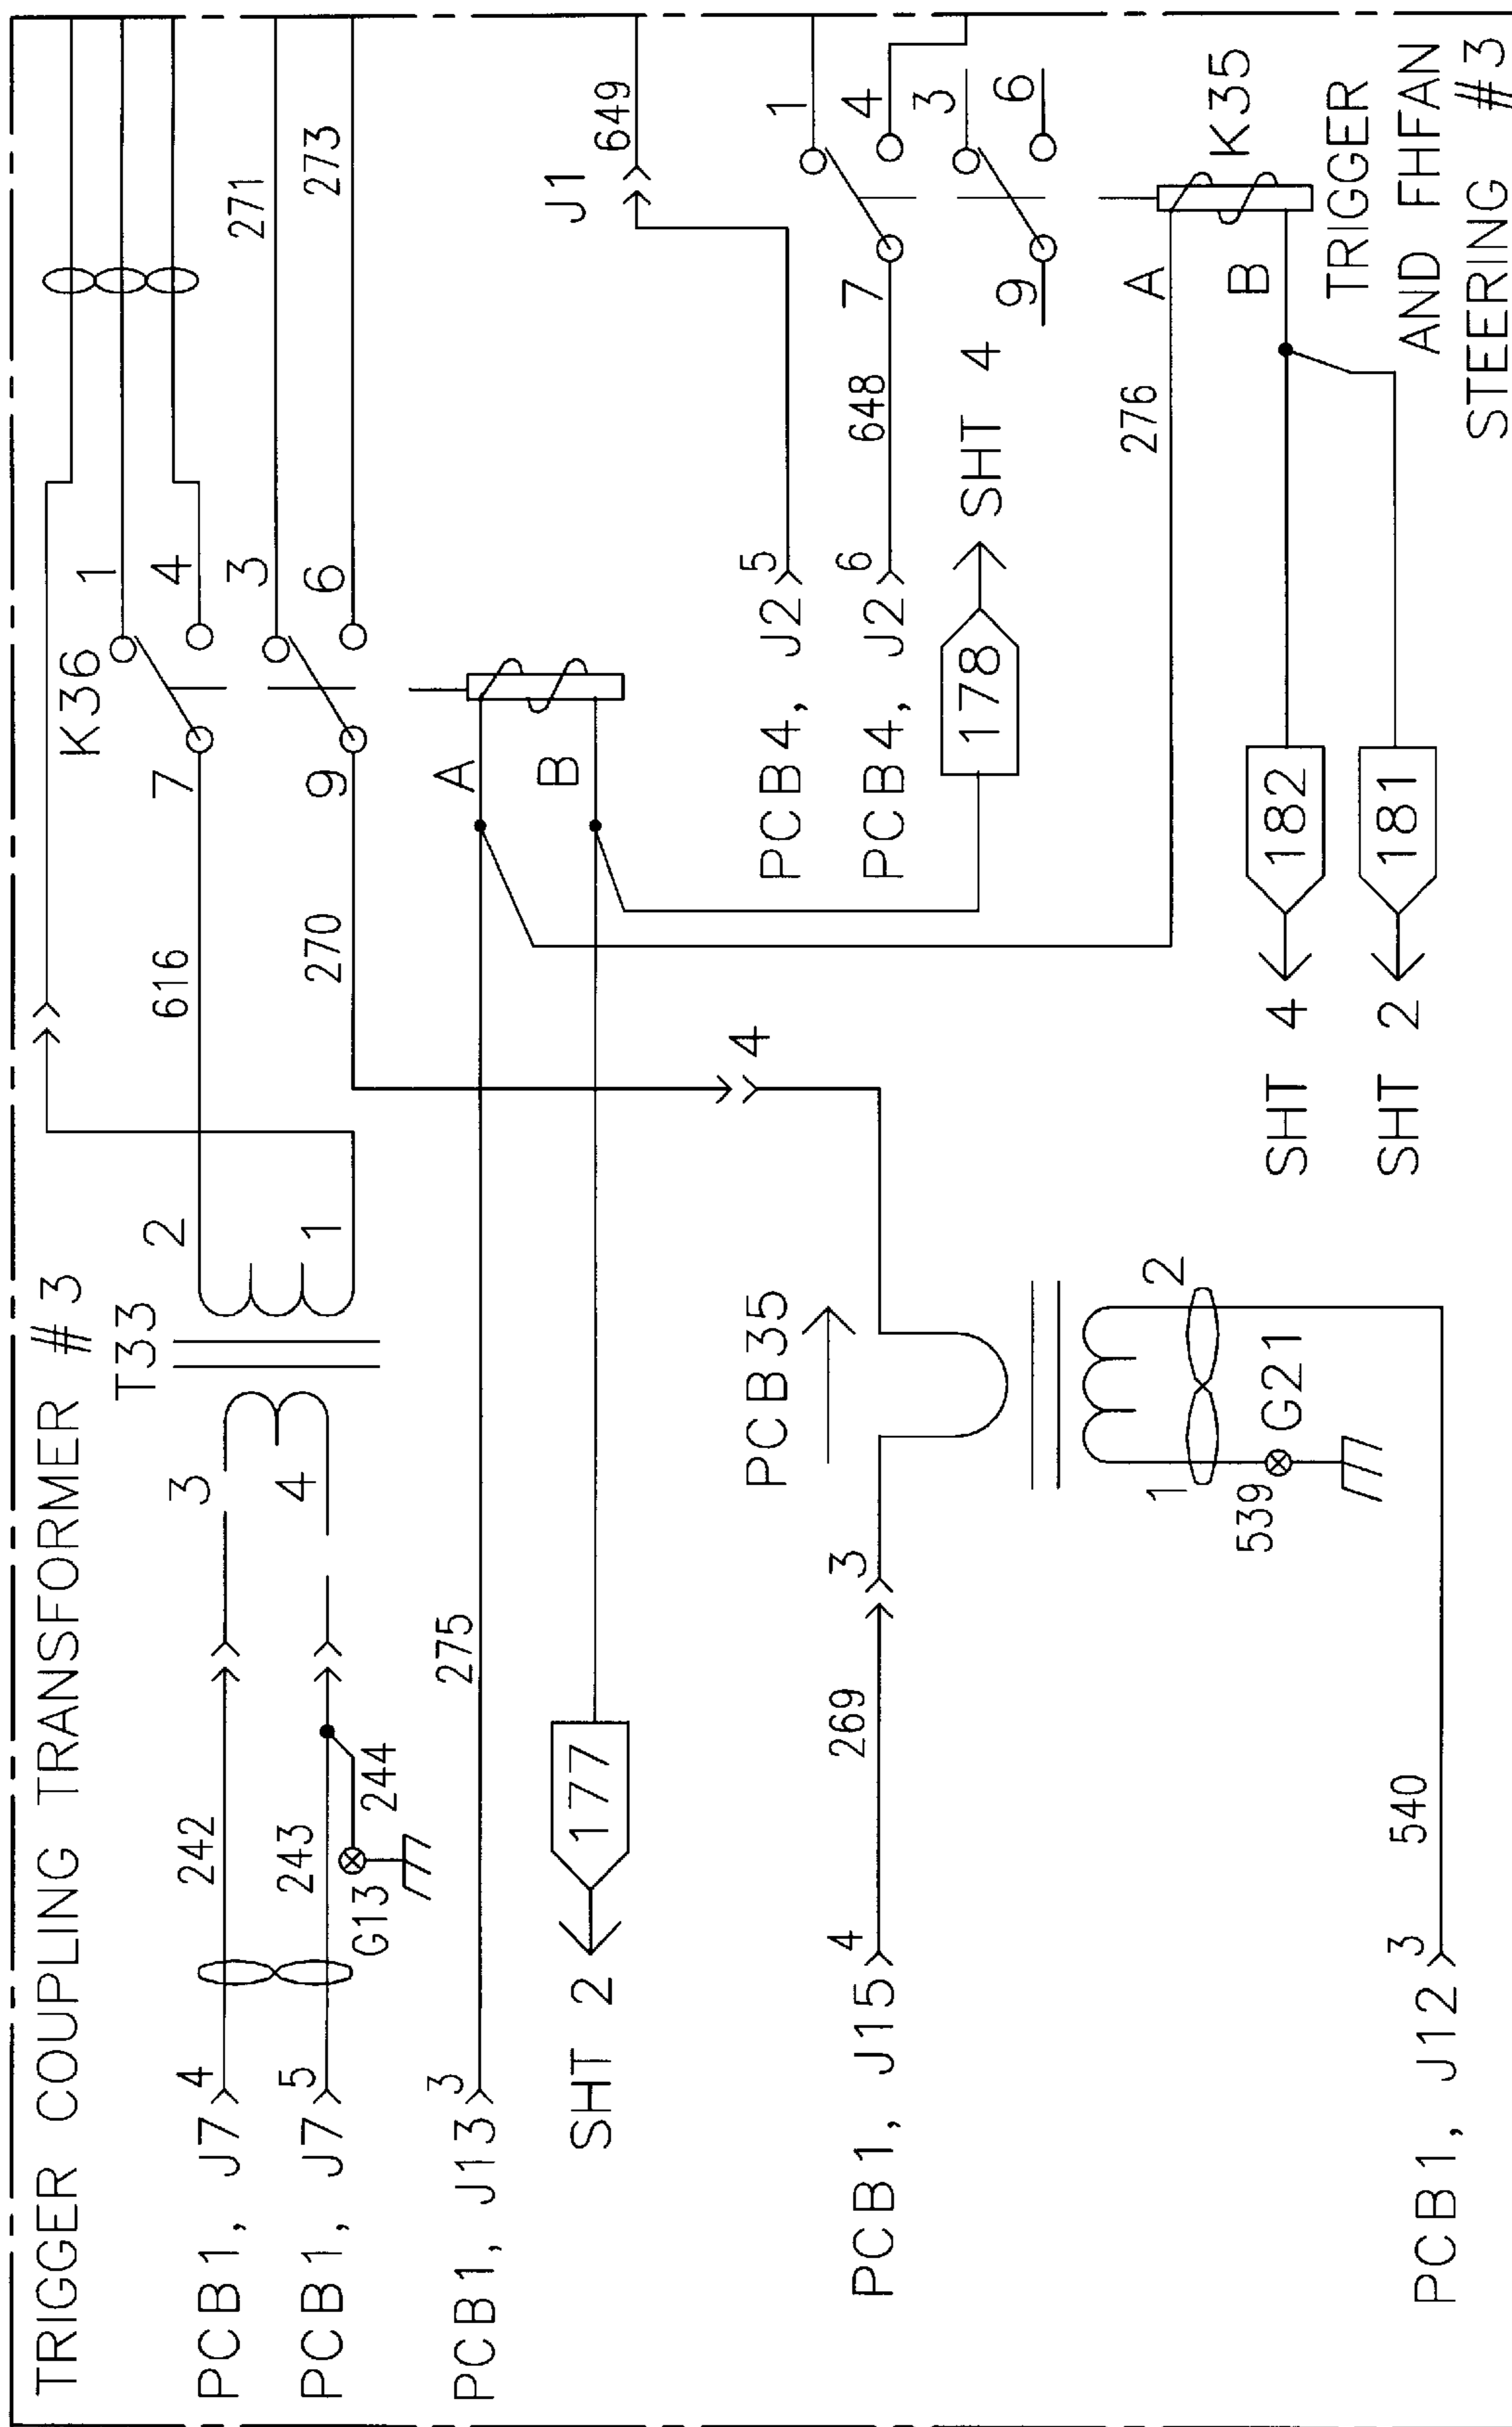 TRIGGER COUPLING TRANSFORMER #3
T33
K36
1
4
3
6
7
9
616
270
271
273
2
1
3
4
PCB1, J7 4
242
PCB1, J7 5
243
244
G13
PCB1, J13 3
275
A
B
SHT 2
177
J1
649
PCB4, J2 5
PCB4, J2 6
648
7
1
4
3
6
9
178
SHT 4
4
PCB35
PCB1, J15 4
269
3
K35
A
B
276
TRIGGER
AND FHFAN
STEERING #3
1
2
539
G21
SHT 4
182
SHT 2
181
PCB1, J12 3
540